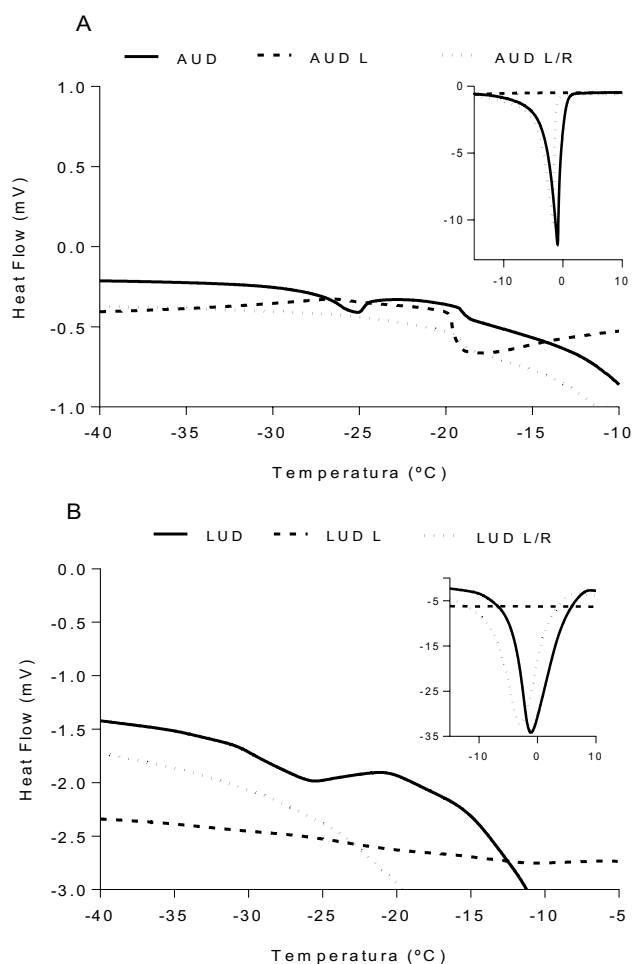 A
AUD AUD L AUD L/R
1.0
0.5
0.0
-0.5
-1.0
Heat Flow (mV)
-40 -35 -30 -25 -20 -15 -10
Temperatura (ºC)
0
-5
-10
-10 0 10
B
LUD LUD L LUD L/R
0.0
-0.5
-1.0
-1.5
-2.0
-2.5
-3.0
Heat Flow (mV)
-40 -35 -30 -25 -20 -15 -10 -5
Temperatura (ºC)
-5
-15
-25
-35
-10 0 10